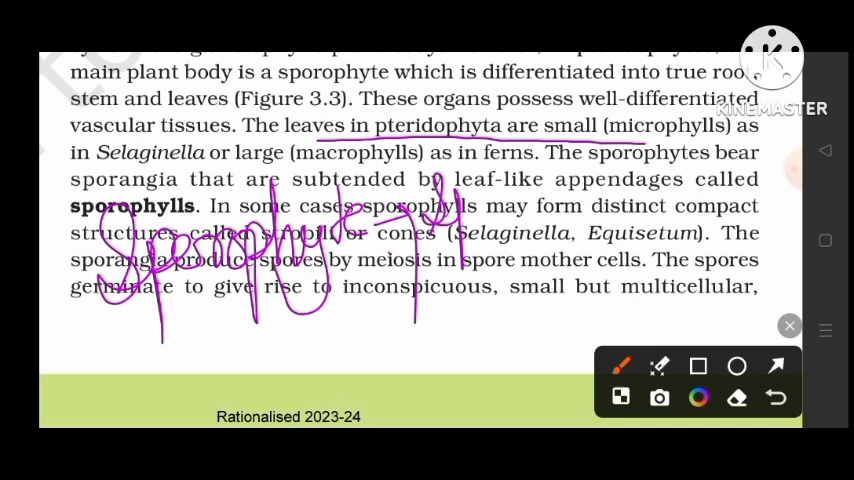 main plant body is a sporophyte which is differentiated into true root,
stem and leaves (Figure 3.3). These organs possess well-differentiated
vascular tissues. The leaves in pteridophyta are small (microphylls) as
in Selaginella or large (macrophylls) as in ferns. The sporophytes bear
sporangia that are subtended by leaf-like appendages called
sporophylls. In some cases sporophylls may form distinct compact
structures called strobili or cones (Selaginella, Equisetum). The
sporangia produce spores by meiosis in spore mother cells. The spores
germinate to give rise to inconspicuous, small but multicellular,
Sporophyte →
Rationalised 2023-24
K
KINEMASTER